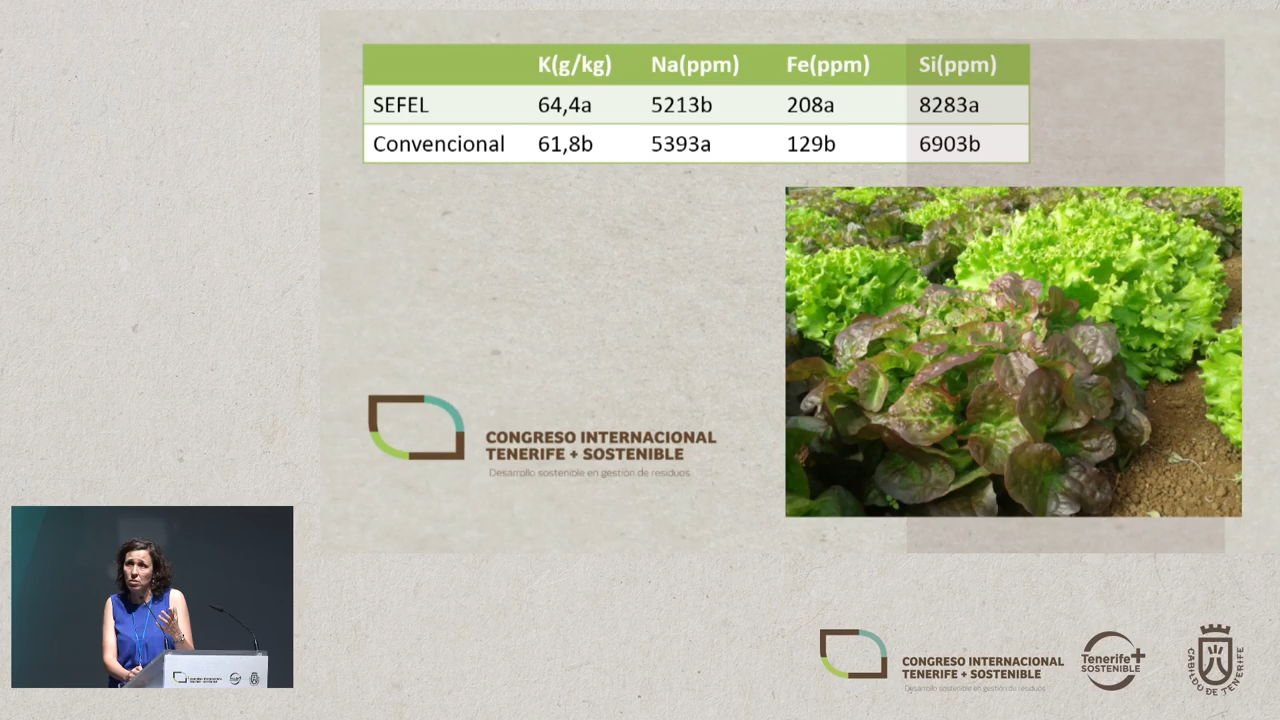 K(g/kg) Na(ppm) Fe(ppm) Si(ppm)
SEFEL 64,4a 5213b 208a 8283a
Convencional 61,8b 5393a 129b 6903b
CONGRESO INTERNACIONAL
TENERIFE + SOSTENIBLE
Desarrollo sostenible en gestión de residuos
CONGRESO INTERNACIONAL
TENERIFE + SOSTENIBLE
Desarrollo sostenible en gestión de residuos
Tenerife+
SOSTENIBLE
CABILDO DE TENERIFE